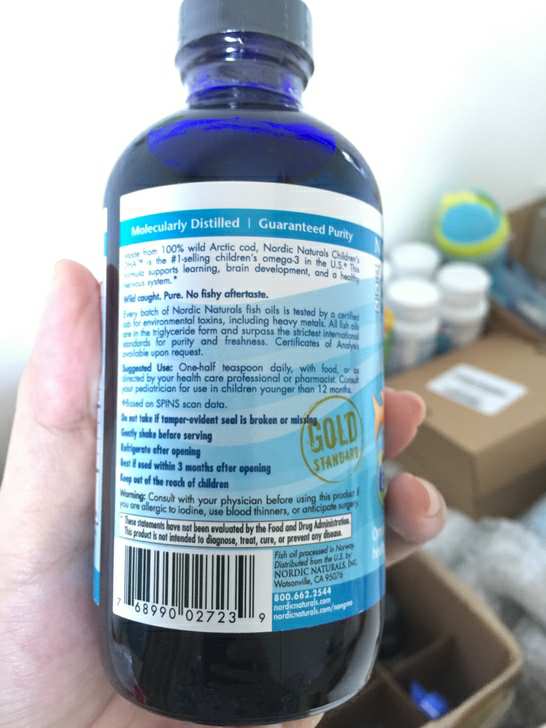 Molecularly Distilled | Guaranteed Purity
from 100% wild Arctic cod, Nordic Naturals Children's
is the #1-selling children's omega-3 in the U.S.* This
supports learning, brain development, and a healthy
nervous system.*
Wild caught. Pure. No fishy aftertaste.
Every batch of Nordic Naturals fish oils is tested by a certified
for environmental toxins, including heavy metals. All fish oils
are in the triglyceride form and surpass the strictest international
standards for purity and freshness. Certificates of Analysis
available upon request.
Suggested Use: One-half teaspoon daily, with food, or as
directed by your health care professional or pharmacist. Consult
your pediatrician for use in children younger than 12 months.
Based on SPINS scan data.
Do not take if tamper-evident seal is broken or missing
Gently shake before serving
Refrigerate after opening
Best if used within 3 months after opening
Keep out of the reach of children
GOLD
STANDARD
Warning: Consult with your physician before using this product if
you are allergic to iodine, use blood thinners, or anticipate surgery.
These statements have not been evaluated by the Food and Drug Administration.
This product is not intended to diagnose, treat, cure, or prevent any disease.
Fish oil processed in Norway
Distributed from the U.S. by
NORDIC NATURALS, INC.
Watsonville, CA 95076
800.662.2544
nordicnaturals.com
nordicnaturals.com/nongmo
7 68990 02723 9